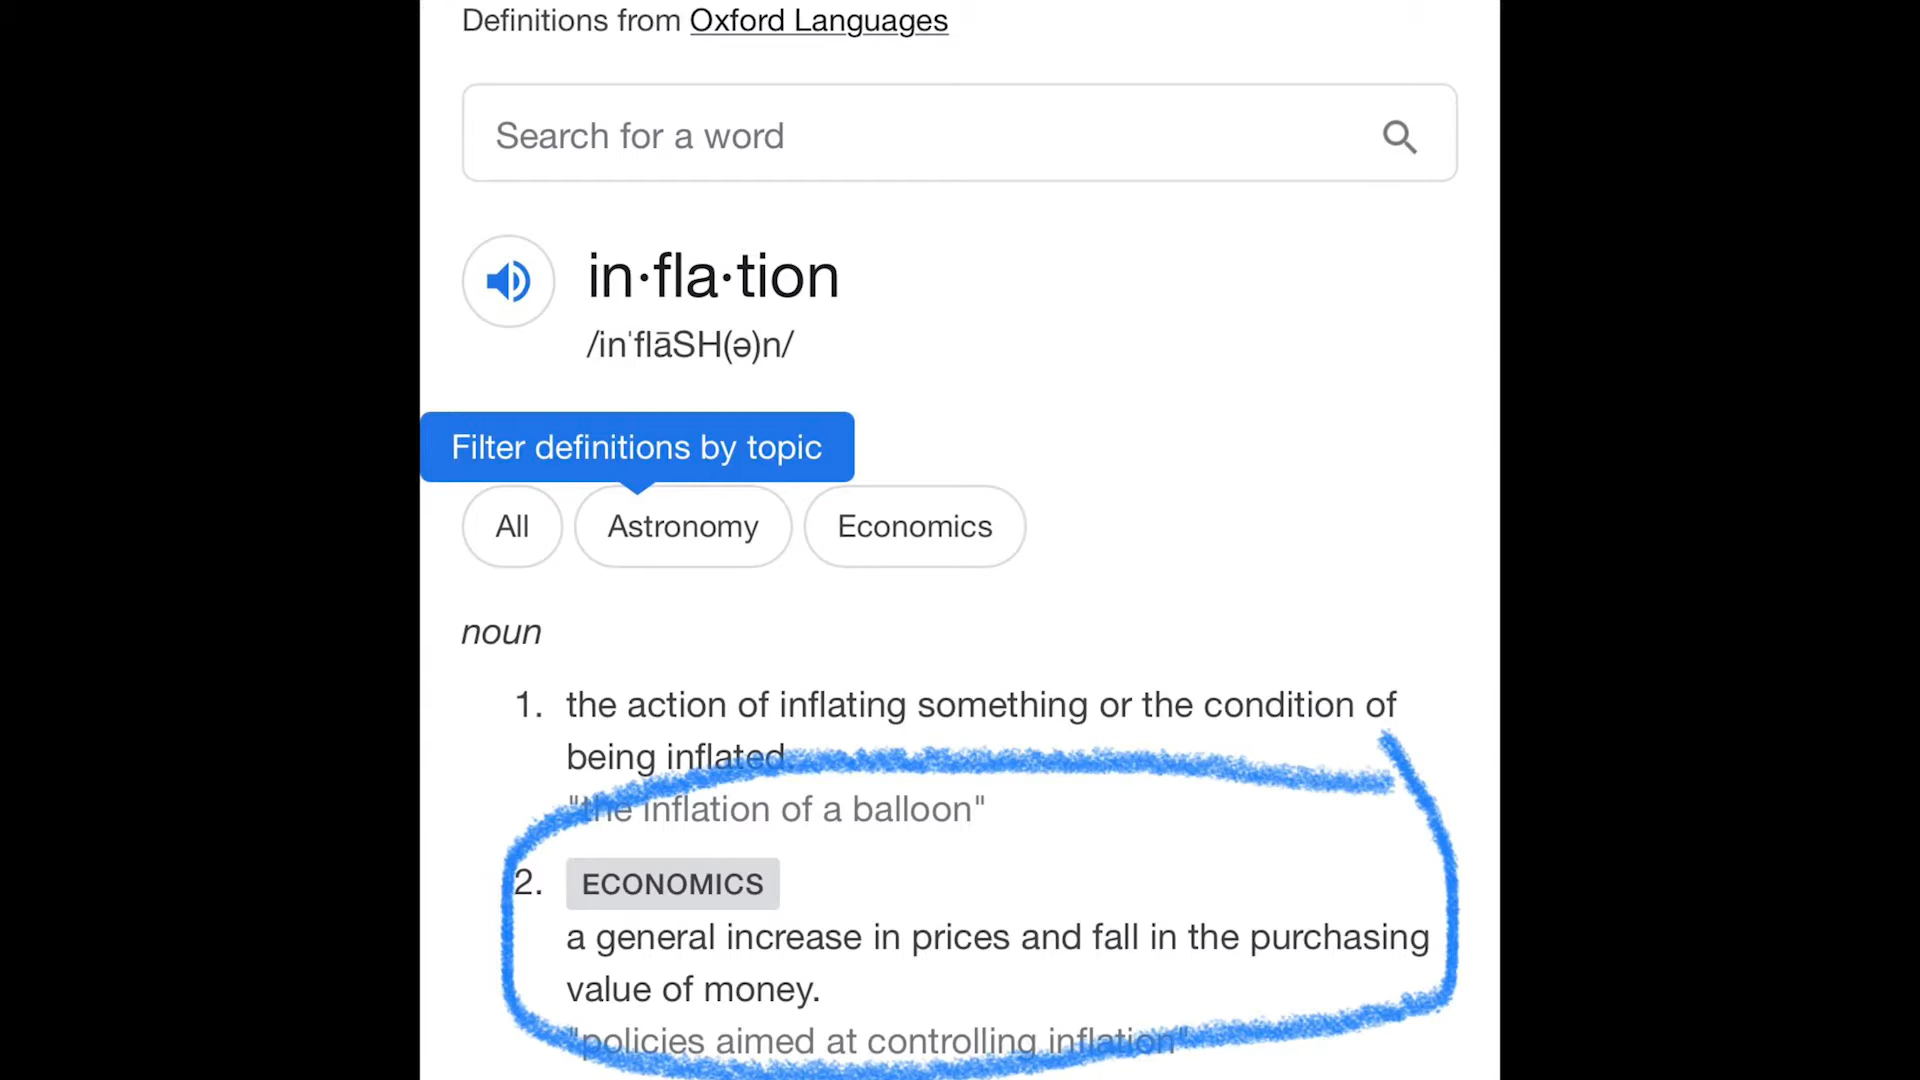 Definitions from Oxford Languages
Search for a word
in·fla·tion
/inˈflāSH(ə)n/
Filter definitions by topic
All Astronomy Economics
noun
1. the action of inflating something or the condition of
being inflated.
"the inflation of a balloon"
2. ECONOMICS
a general increase in prices and fall in the purchasing
value of money.
"policies aimed at controlling inflation"